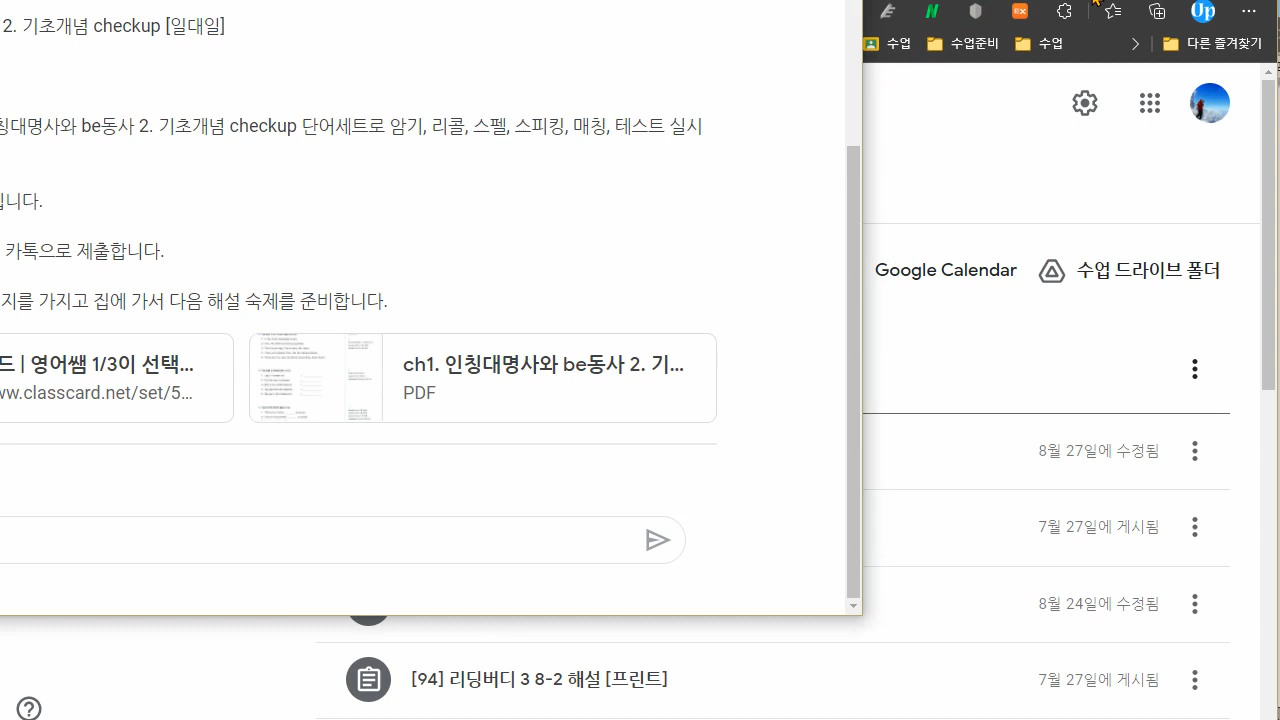 2. 기초개념 checkup [일대일]
칭대명사와 be동사 2. 기초개념 checkup 단어세트로 암기, 리콜, 스펠, 스피킹, 매칭, 테스트 실시
입니다.
카톡으로 제출합니다.
지를 가지고 집에 가서 다음 해설 숙제를 준비합니다.
드 | 영어쌤 1/3이 선택...
ww.classcard.net/set/5...
ch1. 인칭대명사와 be동사 2. 기...
PDF
Up
수업
수업준비
수업
다른 즐겨찾기
Google Calendar
수업 드라이브 폴더
8월 27일에 수정됨
7월 27일에 게시됨
8월 24일에 수정됨
[94] 리딩버디 3 8-2 해설 [프린트]
7월 27일에 게시됨